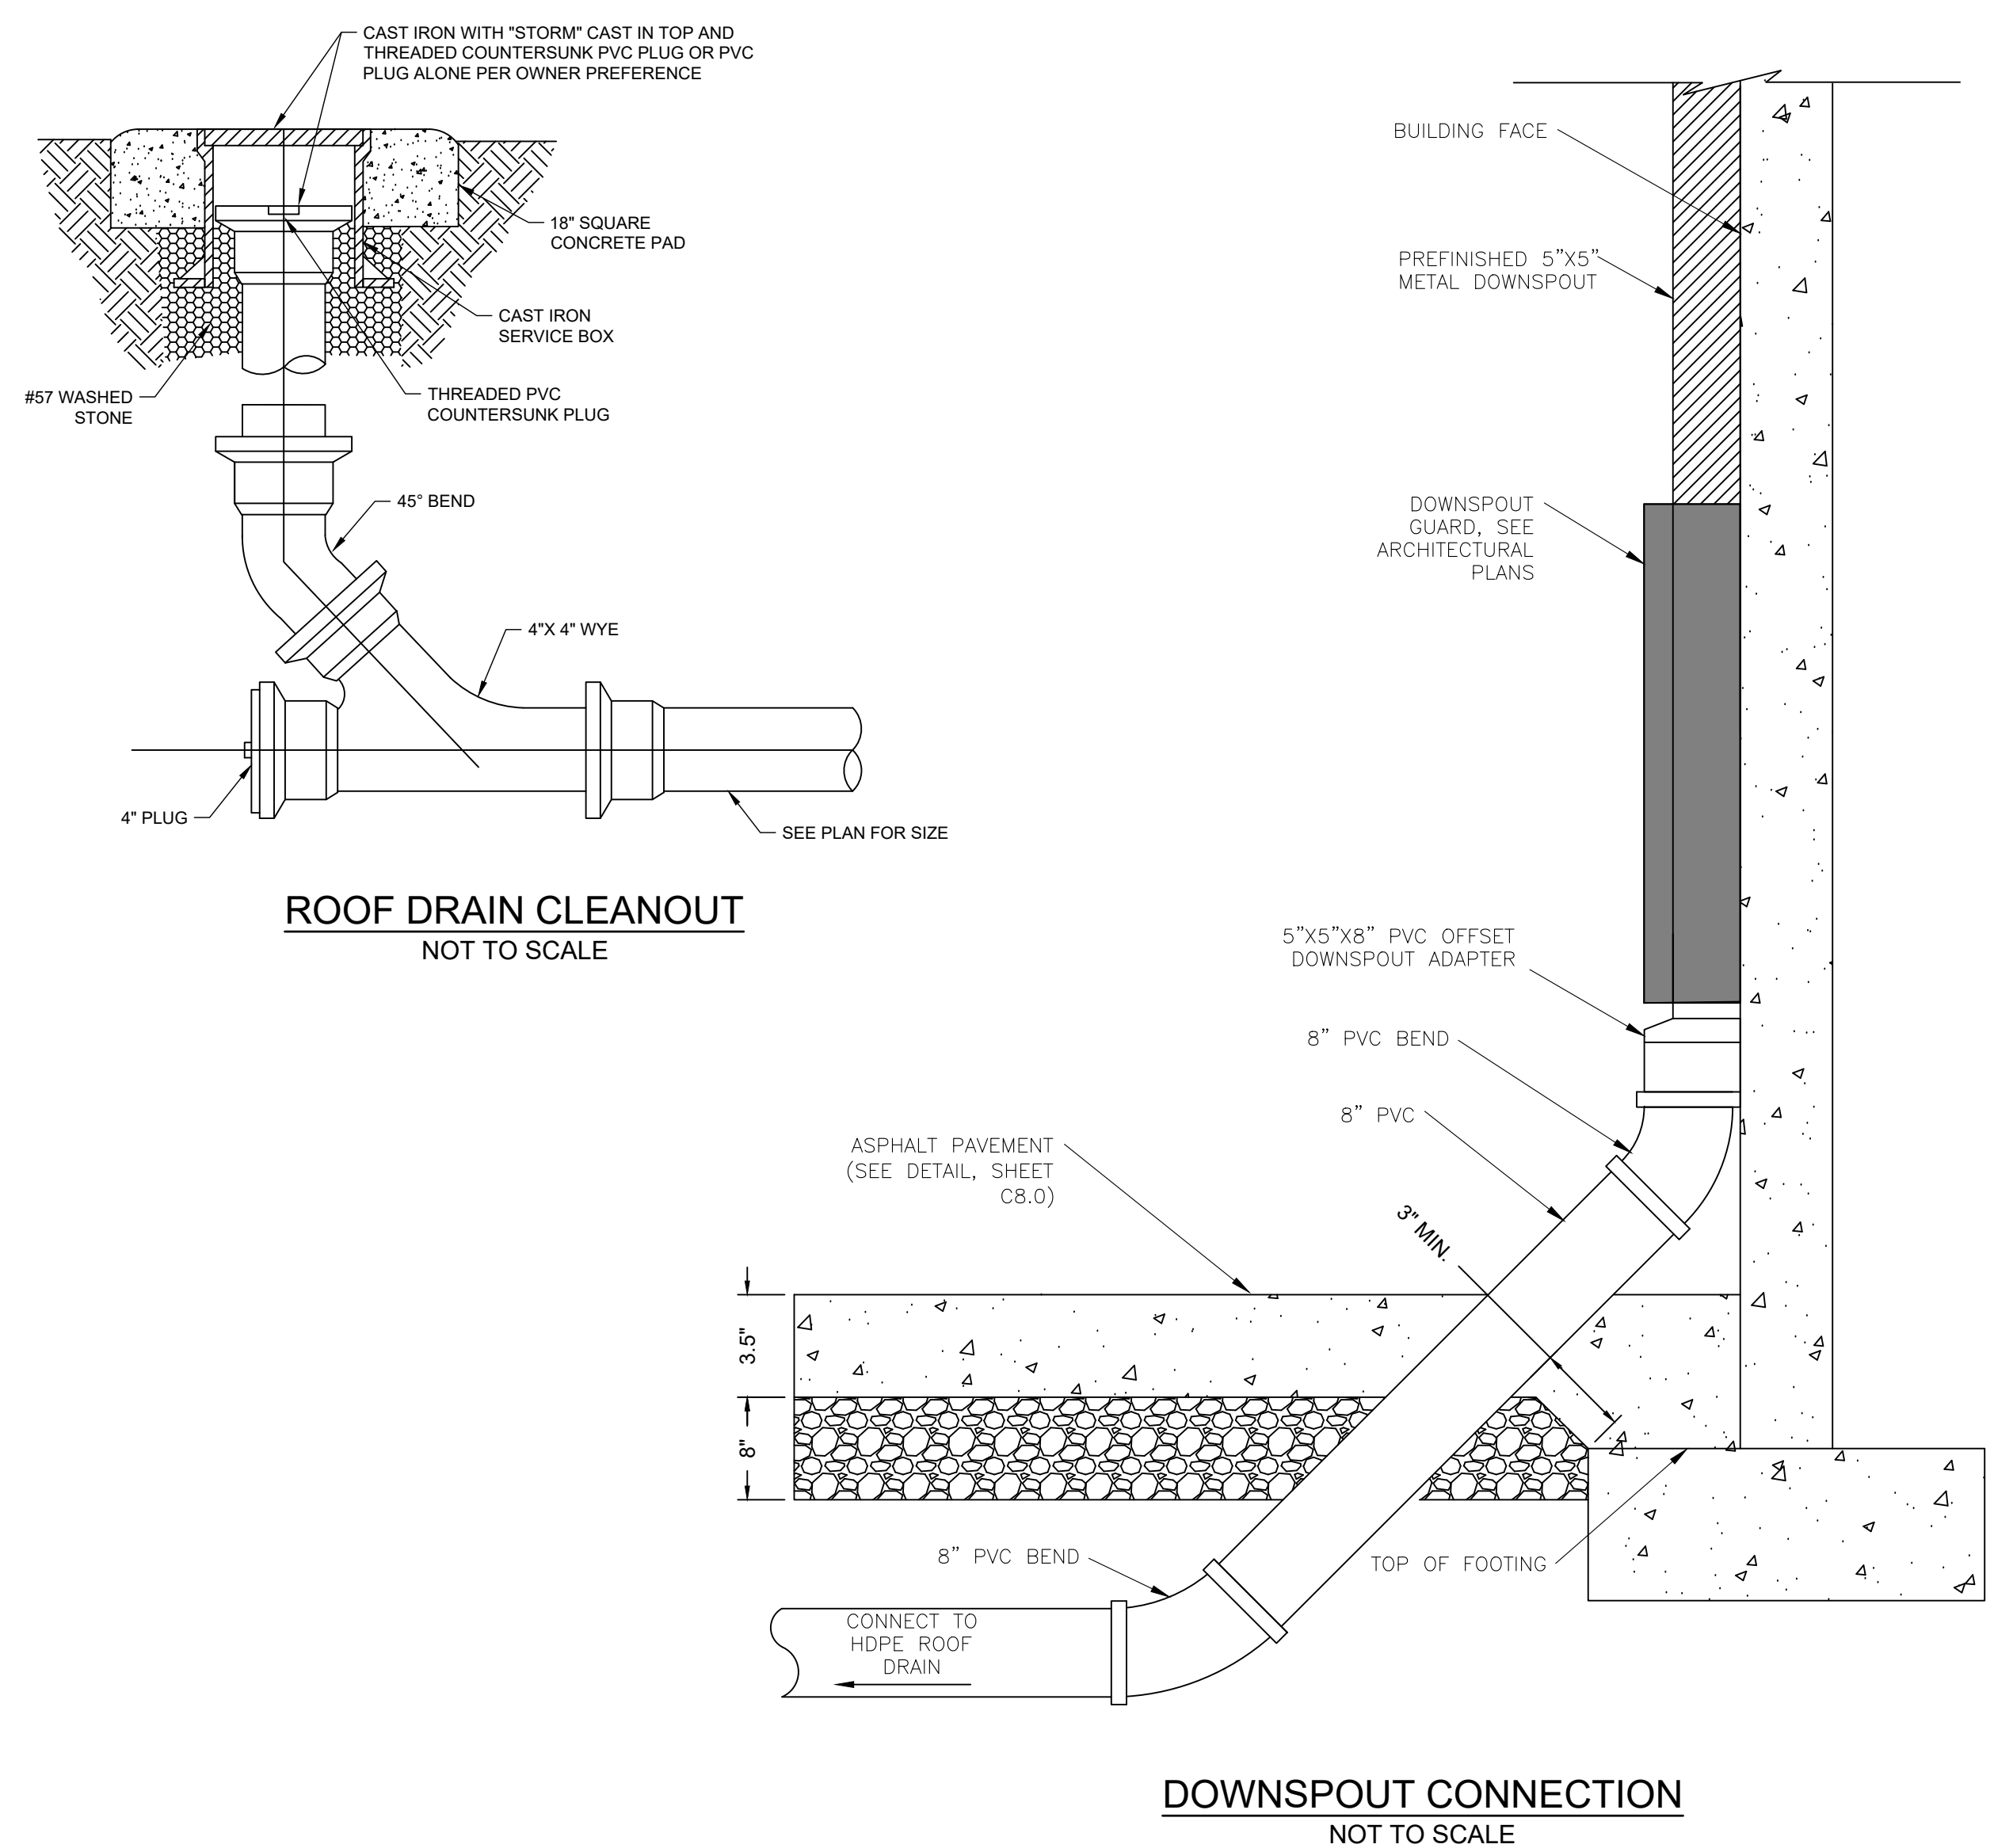 CAST IRON WITH "STORM" CAST IN TOP AND
THREADED COUNTERSUNK PVC PLUG OR PVC
PLUG ALONE PER OWNER PREFERENCE
18" SQUARE
CONCRETE PAD
CAST IRON
SERVICE BOX
#57 WASHED
STONE
THREADED PVC
COUNTERSUNK PLUG
45° BEND
4"X 4" WYE
4" PLUG
SEE PLAN FOR SIZE
ROOF DRAIN CLEANOUT
NOT TO SCALE
BUILDING FACE
PREFINISHED 5”X5”
METAL DOWNSPOUT
DOWNSPOUT
GUARD, SEE
ARCHITECTURAL
PLANS
5”X5”X8” PVC OFFSET
DOWNSPOUT ADAPTER
8” PVC BEND
8” PVC
ASPHALT PAVEMENT
(SEE DETAIL, SHEET
C8.0)
3" MIN.
3.5"
8"
8” PVC BEND
TOP OF FOOTING
CONNECT TO
HDPE ROOF
DRAIN
DOWNSPOUT CONNECTION
NOT TO SCALE